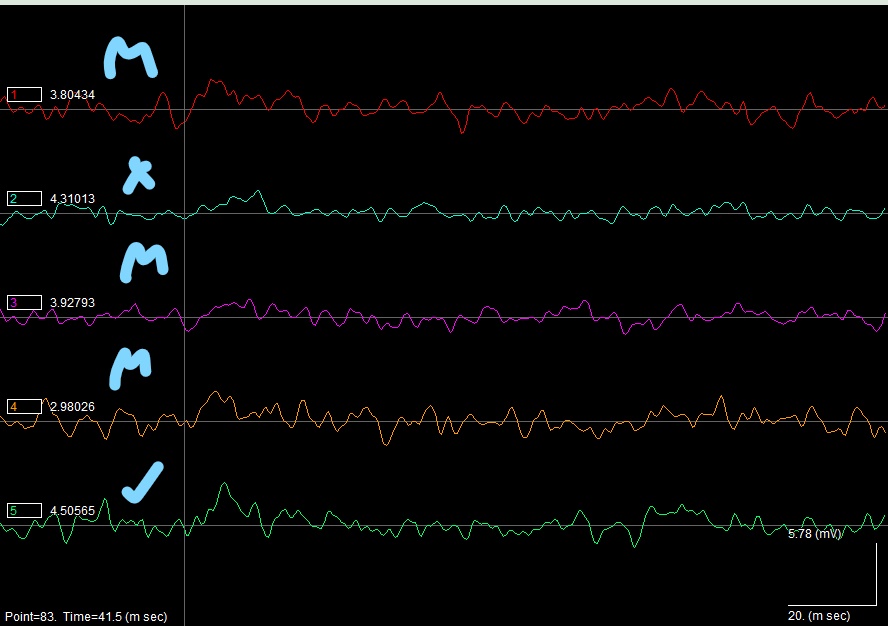 M
1 3.80434
x
2 4.31013
M
3 3.92793
M
4 2.98026
✓
5 4.50565
5.78 (mV)
Point=83. Time=41.5 (m sec)
20. (m sec)